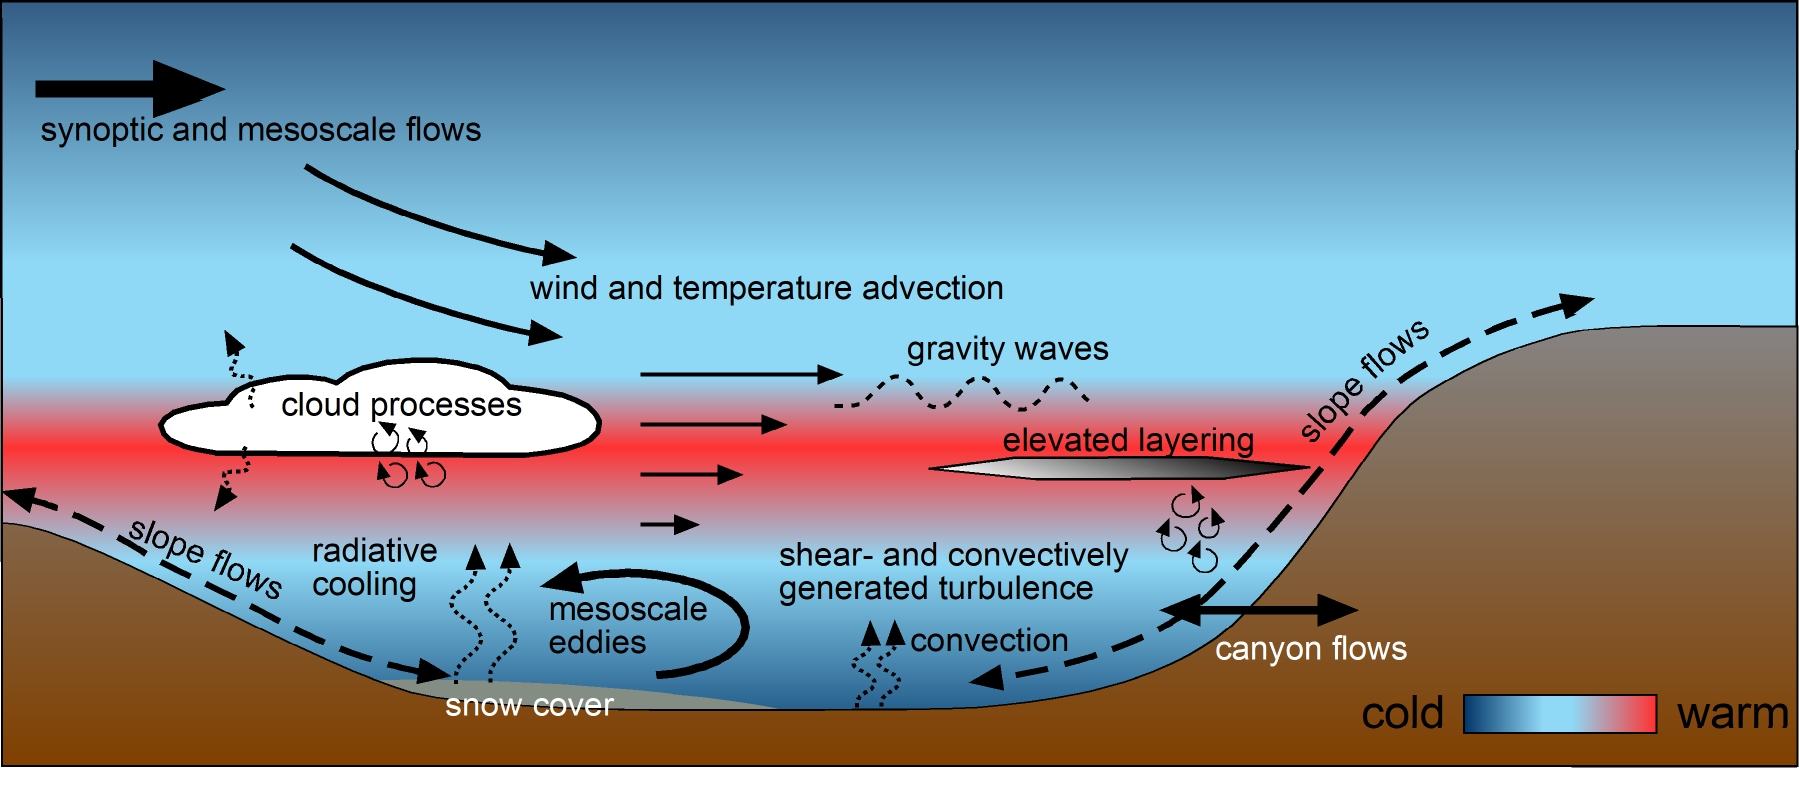 synoptic and mesoscale flows
wind and temperature advection
gravity waves
cloud processes
elevated layering
slope flows
slope flows
radiative
cooling
mesoscale
eddies
shear- and convectively
generated turbulence
convection
canyon flows
snow cover
cold
warm